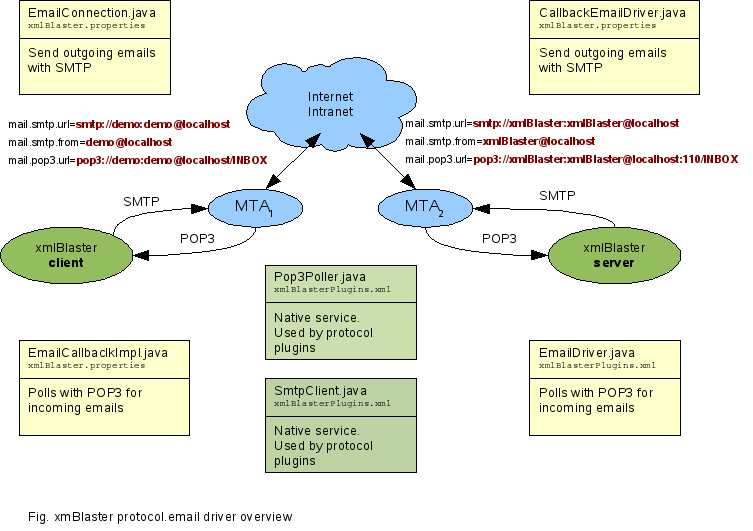 EmailConnection.java
xmlBlaster.properties
Send outgoing emails
with SMTP
CallbackEmailDriver.java
xmlBlaster.properties
Send outgoing emails
with SMTP
Internet
Intranet
mail.smtp.url=smtp://demo:demo@localhost
mail.smtp.from=demo@localhost
mail.pop3.url=pop3://demo:demo@localhost/INBOX
mail.smtp.url=smtp://xmlBlaster:xmlBlaster@localhost
mail.smtp.from=xmlBlaster@localhost
mail.pop3.url=pop3://xmlBlaster:xmlBlaster@localhost:110/INBOX
SMTP
MTA1
POP3
xmlBlaster
client
MTA2
SMTP
POP3
xmlBlaster
server
Pop3Poller.java
xmlBlasterPlugins.xml
Native service.
Used by protocol
plugins
EmailCallbacIkImpl.java
xmlBlaster.properties
Polls with POP3 for
incoming emails
SmtpClient.java
xmlBlasterPlugins.xml
Native service.
Used by protocol
plugins
EmailDriver.java
xmlBlasterPlugins.xml
Polls with POP3 for
incoming emails
Fig. xmBlaster protocol.email driver overview